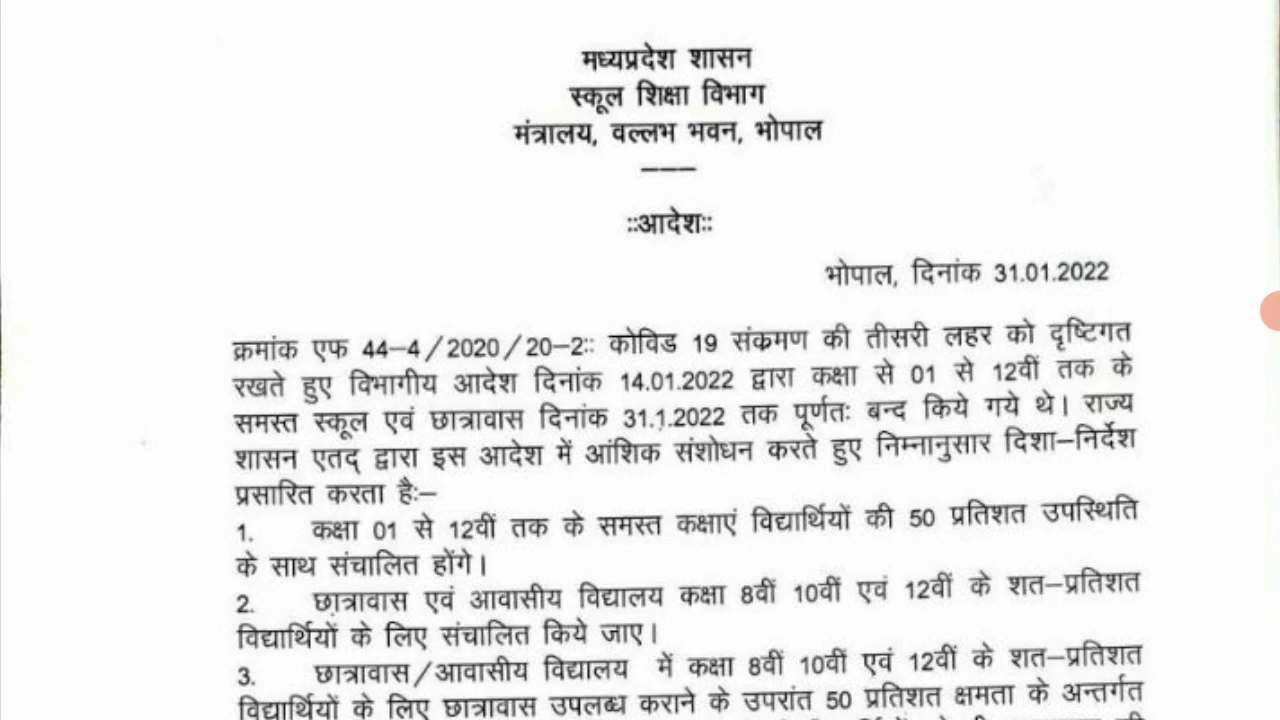 मध्यप्रदेश शासन
स्कूल शिक्षा विभाग
मंत्रालय, वल्लभ भवन, भोपाल
———
::आदेश::
भोपाल, दिनांक 31.01.2022
क्रमांक एफ 44–4/2020/20–2:: कोविड 19 संक्रमण की तीसरी लहर को दृष्टिगत
रखते हुए विभागीय आदेश दिनांक 14.01.2022 द्वारा कक्षा से 01 से 12वीं तक के
समस्त स्कूल एवं छात्रावास दिनांक 31.1.2022 तक पूर्णतः बन्द किये गये थे। राज्य
शासन एतद् द्वारा इस आदेश में आंशिक संशोधन करते हुए निम्नानुसार दिशा–निर्देश
प्रसारित करता हैः–
1. कक्षा 01 से 12वीं तक के समस्त कक्षाएं विद्यार्थियों की 50 प्रतिशत उपस्थिति
के साथ संचालित होंगे।
2. छात्रावास एवं आवासीय विद्यालय कक्षा 8वीं 10वीं एवं 12वीं के शत–प्रतिशत
विद्यार्थियों के लिए संचालित किये जाए।
3. छात्रावास/आवासीय विद्यालय में कक्षा 8वीं 10वीं एवं 12वीं के शत–प्रतिशत
विद्यार्थियों के लिए छात्रावास उपलब्ध कराने के उपरांत 50 प्रतिशत क्षमता के अन्तर्गत